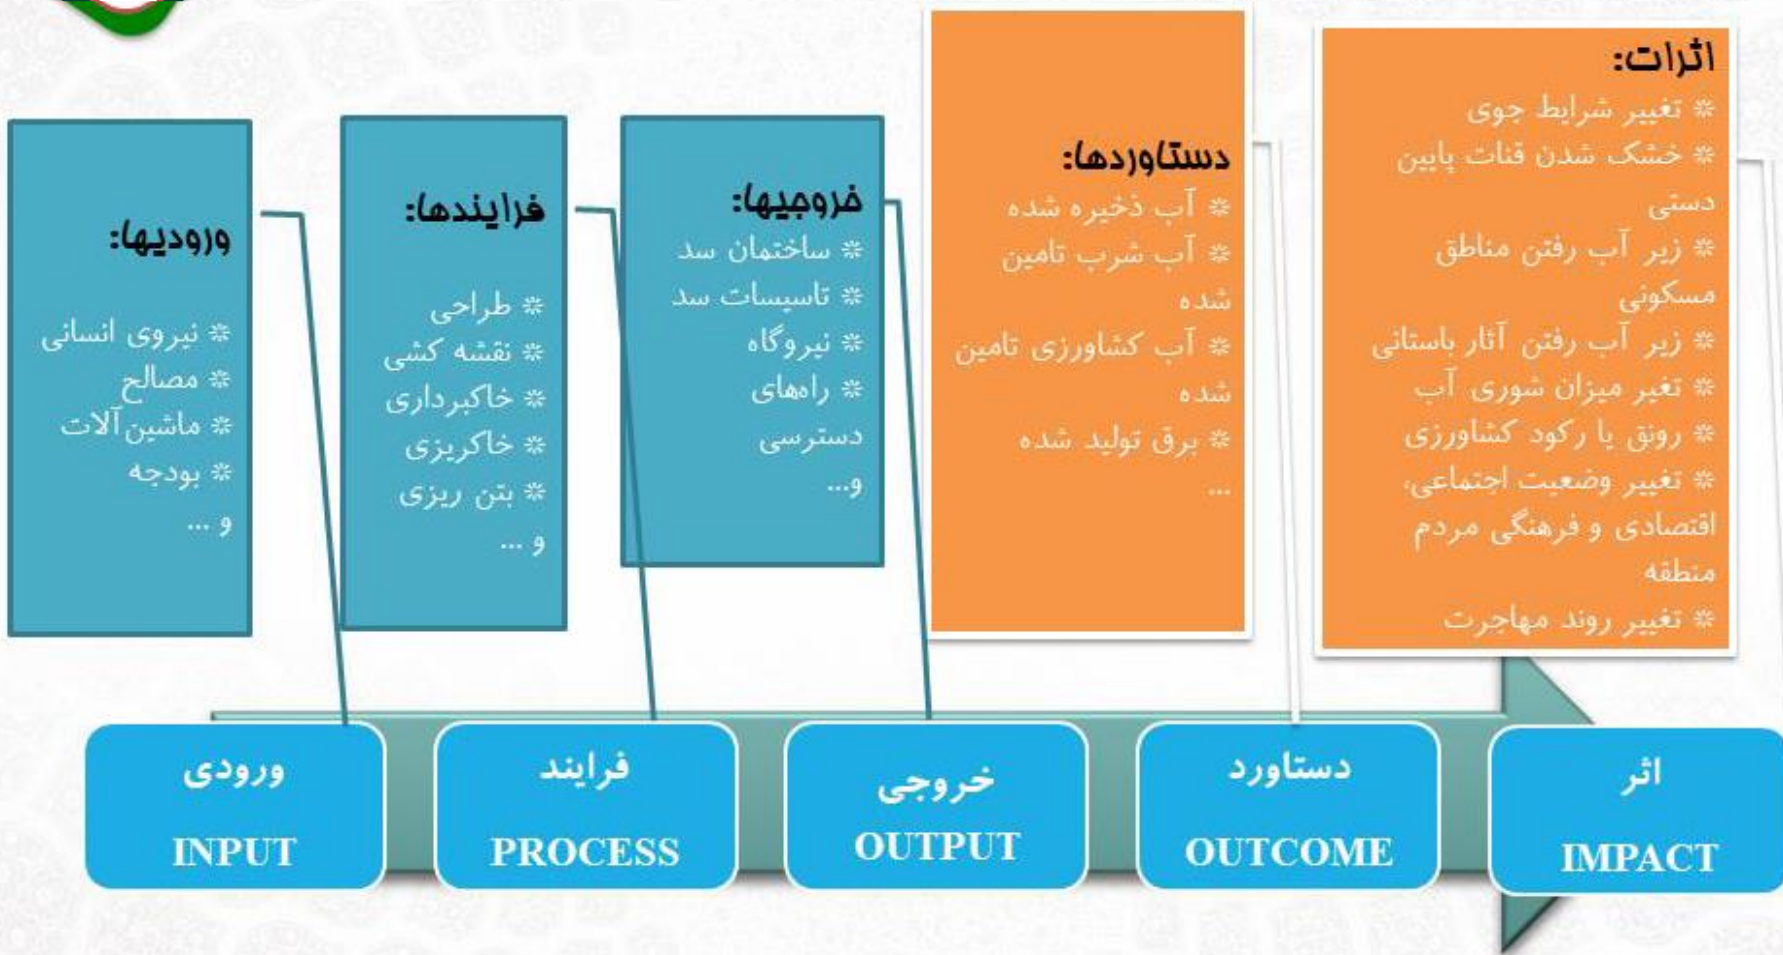 ورودیها:
❊ نیروی انسانی
❊ مصالح
❊ ماشین‌آلات
❊ بودجه
و ...
فرایندها:
❊ طراحی
❊ نقشه کشی
❊ خاکبرداری
❊ خاکریزی
❊ بتن ریزی
و ...
خروجیها:
❊ ساختمان سد
❊ تاسیسات سد
❊ نیروگاه
❊ راه‌های
دسترسی
و...
دستاوردها:
❊ آب ذخیره شده
❊ آب شرب تامین
شده
❊ آب کشاورزی تامین
شده
❊ برق تولید شده
...
اثرات:
❊ تغییر شرایط جوی
❊ خشک شدن قنات پایین
دستی
❊ زیر آب رفتن مناطق
مسکونی
❊ زیر آب رفتن آثار باستانی
❊ تغیر میزان شوری آب
❊ رونق یا رکود کشاورزی
❊ تغییر وضعیت اجتماعی،
اقتصادی و فرهنگی مردم
منطقه
❊ تغییر روند مهاجرت
ورودی
INPUT
فرایند
PROCESS
خروجی
OUTPUT
دستاورد
OUTCOME
اثر
IMPACT